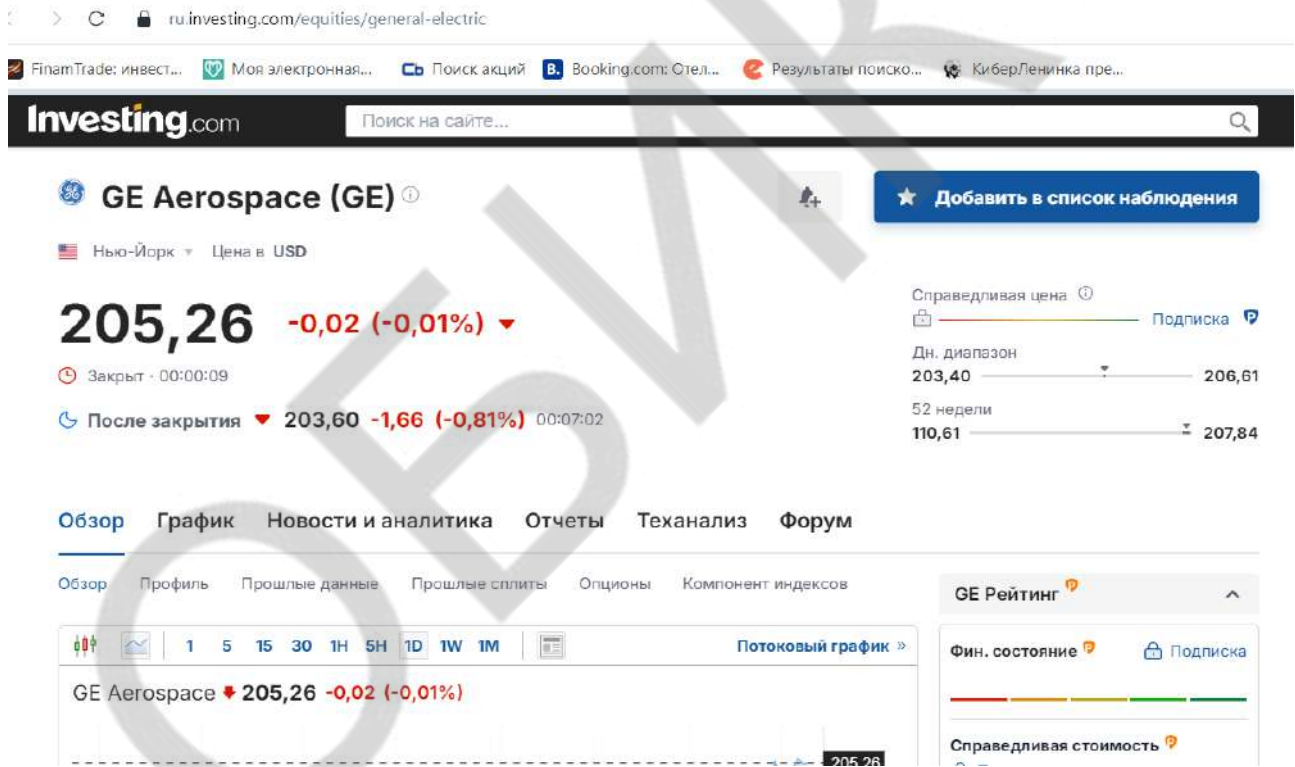 ru.investing.com/equities/general-electric
FinamTrade: инвест... Моя электронная... Сb Поиск акций B. Booking.com: Отел... Результаты поиско... КиберЛенинка пре...
Investing.com Поиск на сайте...
GE Aerospace (GE)
Добавить в список наблюдения
Нью-Йорк Цена в USD
205,26 -0,02 (-0,01%)
Закрыт · 00:00:09
После закрытия 203,60 -1,66 (-0,81%) 00:07:02
Справедливая цена
Подписка
Дн. диапазон
203,40 206,61
52 недели
110,61 207,84
Обзор График Новости и аналитика Отчеты Теханализ Форум
Обзор Профиль Прошлые данные Прошлые сплиты Опционы Компонент индексов
1 5 15 30 1H 5H 1D 1W 1M Потоковый график »
GE Aerospace 205,26 -0,02 (-0,01%)
205,26
GE Рейтинг
Фин. состояние Подписка
Справедливая стоимость
ОБИК